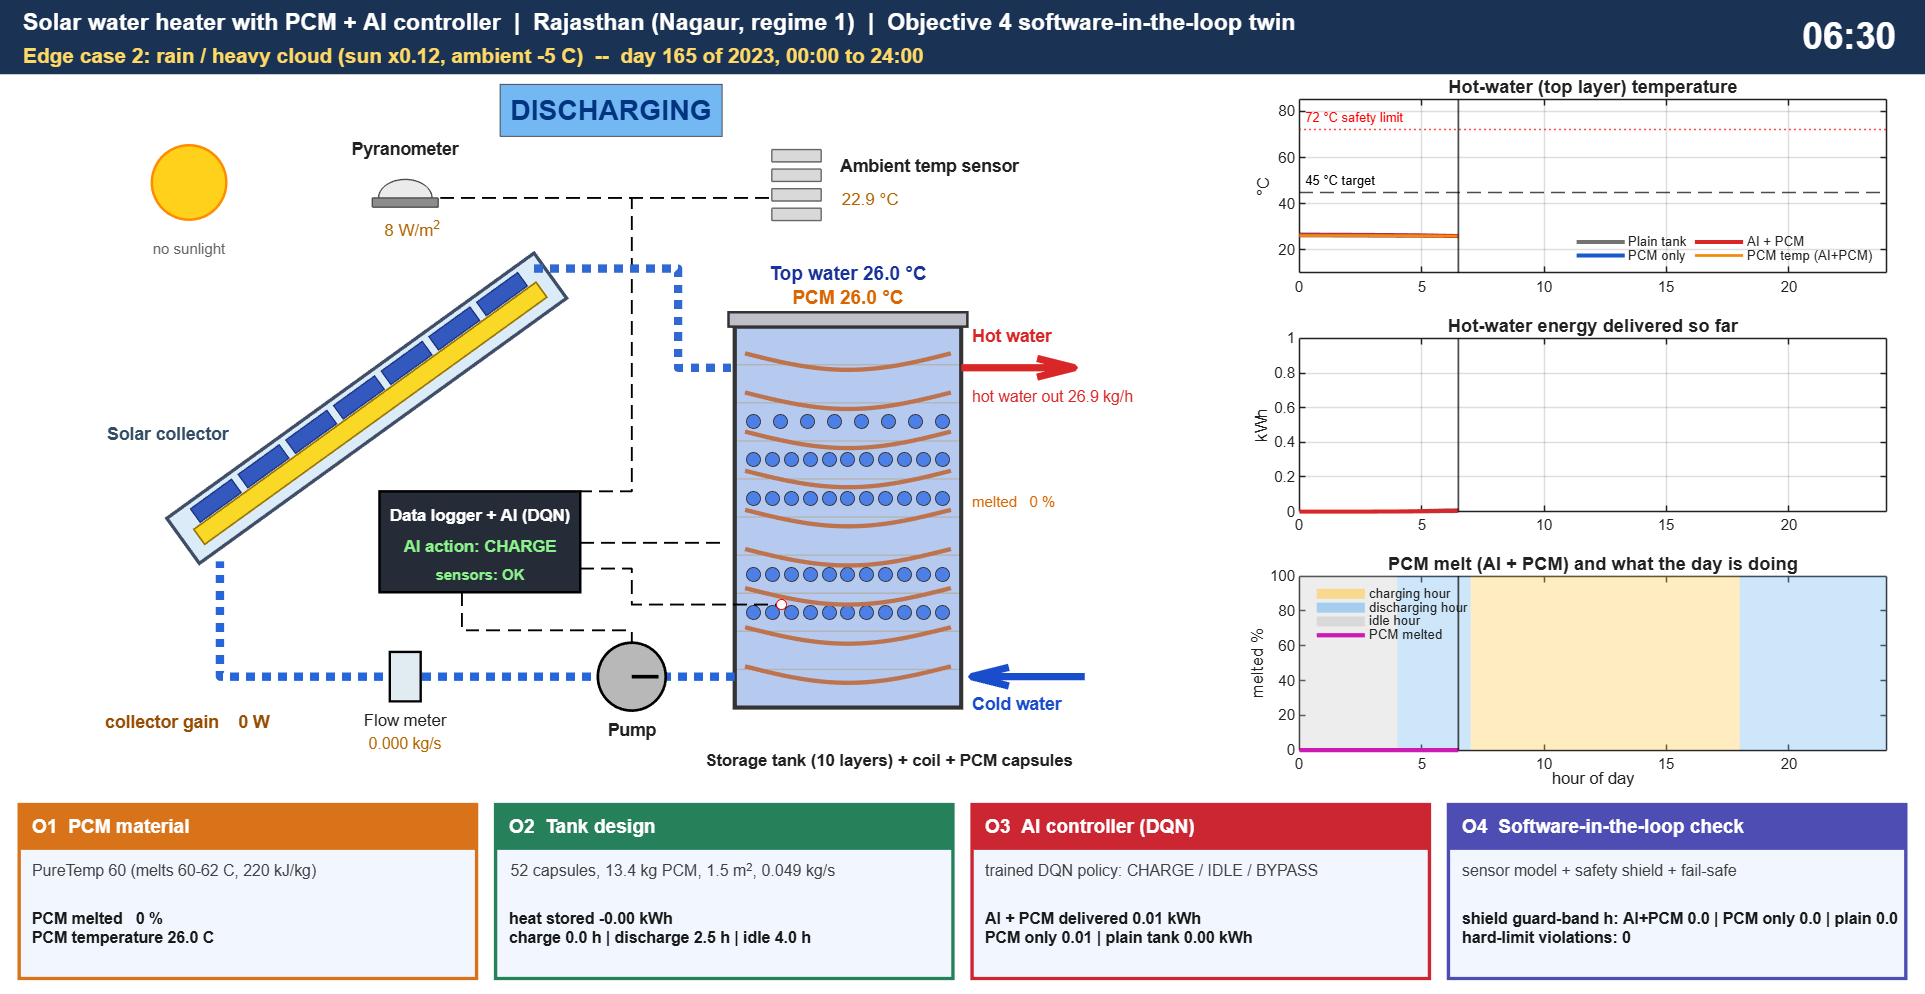 Solar water heater with PCM + AI controller | Rajasthan (Nagaur, regime 1) | Objective 4 software-in-the-loop twin
Edge case 2: rain / heavy cloud (sun x0.12, ambient -5 C) -- day 165 of 2023, 00:00 to 24:00
06:30
DISCHARGING
Pyranometer
8 W/m²
Ambient temp sensor
22.9 °C
no sunlight
Solar collector
Top water 26.0 °C
PCM 26.0 °C
Hot water
hot water out 26.9 kg/h
melted 0 %
Data logger + AI (DQN)
AI action: CHARGE
sensors: OK
collector gain 0 W
Flow meter
0.000 kg/s
Pump
Cold water
Storage tank (10 layers) + coil + PCM capsules
Hot-water (top layer) temperature
72 °C safety limit
45 °C target
°C
80
60
40
20
Plain tank
AI + PCM
PCM only
PCM temp (AI+PCM)
0 5 10 15 20
Hot-water energy delivered so far
kWh
1
0.8
0.6
0.4
0.2
0
0 5 10 15 20
PCM melt (AI + PCM) and what the day is doing
melted %
100
80
60
40
20
0
charging hour
discharging hour
idle hour
PCM melted
0 5 10 15 20
hour of day
O1 PCM material
PureTemp 60 (melts 60-62 C, 220 kJ/kg)
PCM melted 0 %
PCM temperature 26.0 C
O2 Tank design
52 capsules, 13.4 kg PCM, 1.5 m², 0.049 kg/s
heat stored -0.00 kWh
charge 0.0 h | discharge 2.5 h | idle 4.0 h
O3 AI controller (DQN)
trained DQN policy: CHARGE / IDLE / BYPASS
AI + PCM delivered 0.01 kWh
PCM only 0.01 | plain tank 0.00 kWh
O4 Software-in-the-loop check
sensor model + safety shield + fail-safe
shield guard-band h: AI+PCM 0.0 | PCM only 0.0 | plain 0.0
hard-limit violations: 0